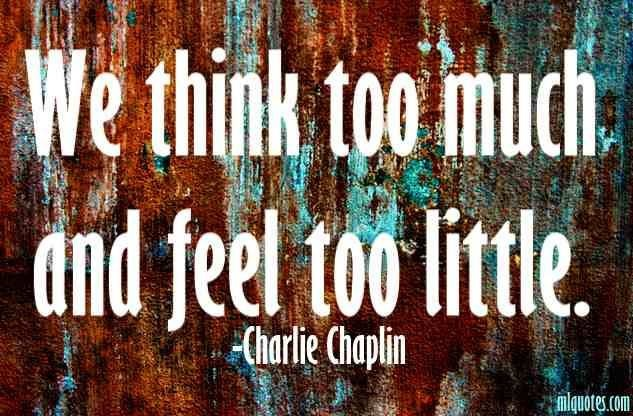 We think too much
and feel too little.
-Charlie Chaplin
mlquotes.com